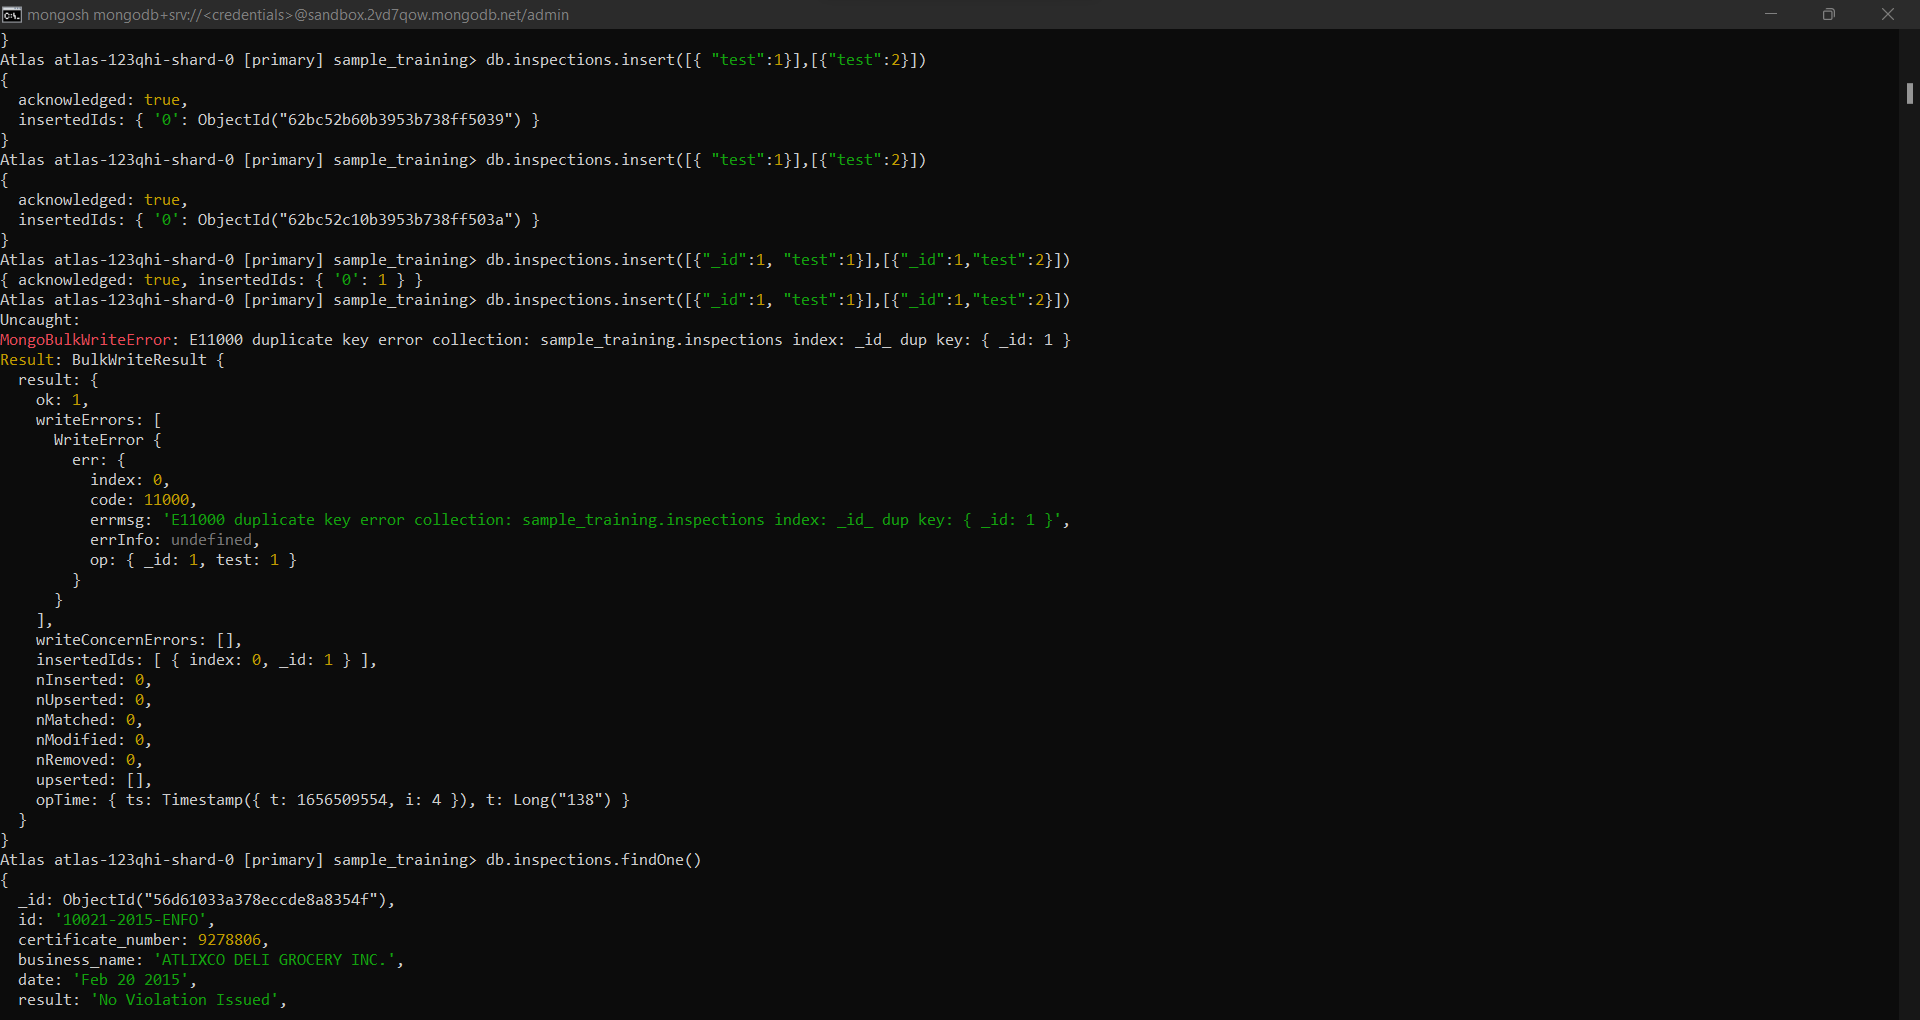 mongosh mongodb+srv://<credentials>@sandbox.2vd7qow.mongodb.net/admin
}
Atlas atlas-123qhi-shard-0 [primary] sample_training> db.inspections.insert([{ "test":1}],[{"test":2}])
{
  acknowledged: true,
  insertedIds: { '0': ObjectId("62bc52b60b3953b738ff5039") }
}
Atlas atlas-123qhi-shard-0 [primary] sample_training> db.inspections.insert([{ "test":1}],[{"test":2}])
{
  acknowledged: true,
  insertedIds: { '0': ObjectId("62bc52c10b3953b738ff503a") }
}
Atlas atlas-123qhi-shard-0 [primary] sample_training> db.inspections.insert([{"_id":1, "test":1}],[{"_id":1,"test":2}])
{ acknowledged: true, insertedIds: { '0': 1 } }
Atlas atlas-123qhi-shard-0 [primary] sample_training> db.inspections.insert([{"_id":1, "test":1}],[{"_id":1,"test":2}])
Uncaught:
MongoBulkWriteError: E11000 duplicate key error collection: sample_training.inspections index: _id_ dup key: { _id: 1 }
Result: BulkWriteResult {
  result: {
    ok: 1,
    writeErrors: [
      WriteError {
        err: {
          index: 0,
          code: 11000,
          errmsg: 'E11000 duplicate key error collection: sample_training.inspections index: _id_ dup key: { _id: 1 }',
          errInfo: undefined,
          op: { _id: 1, test: 1 }
        }
      }
    ],
    writeConcernErrors: [],
    insertedIds: [ { index: 0, _id: 1 } ],
    nInserted: 0,
    nUpserted: 0,
    nMatched: 0,
    nModified: 0,
    nRemoved: 0,
    upserted: [],
    opTime: { ts: Timestamp({ t: 1656509554, i: 4 }), t: Long("138") }
  }
}
Atlas atlas-123qhi-shard-0 [primary] sample_training> db.inspections.findOne()
{
  _id: ObjectId("56d61033a378eccde8a8354f"),
  id: '10021-2015-ENFO',
  certificate_number: 9278806,
  business_name: 'ATLIXCO DELI GROCERY INC.',
  date: 'Feb 20 2015',
  result: 'No Violation Issued',